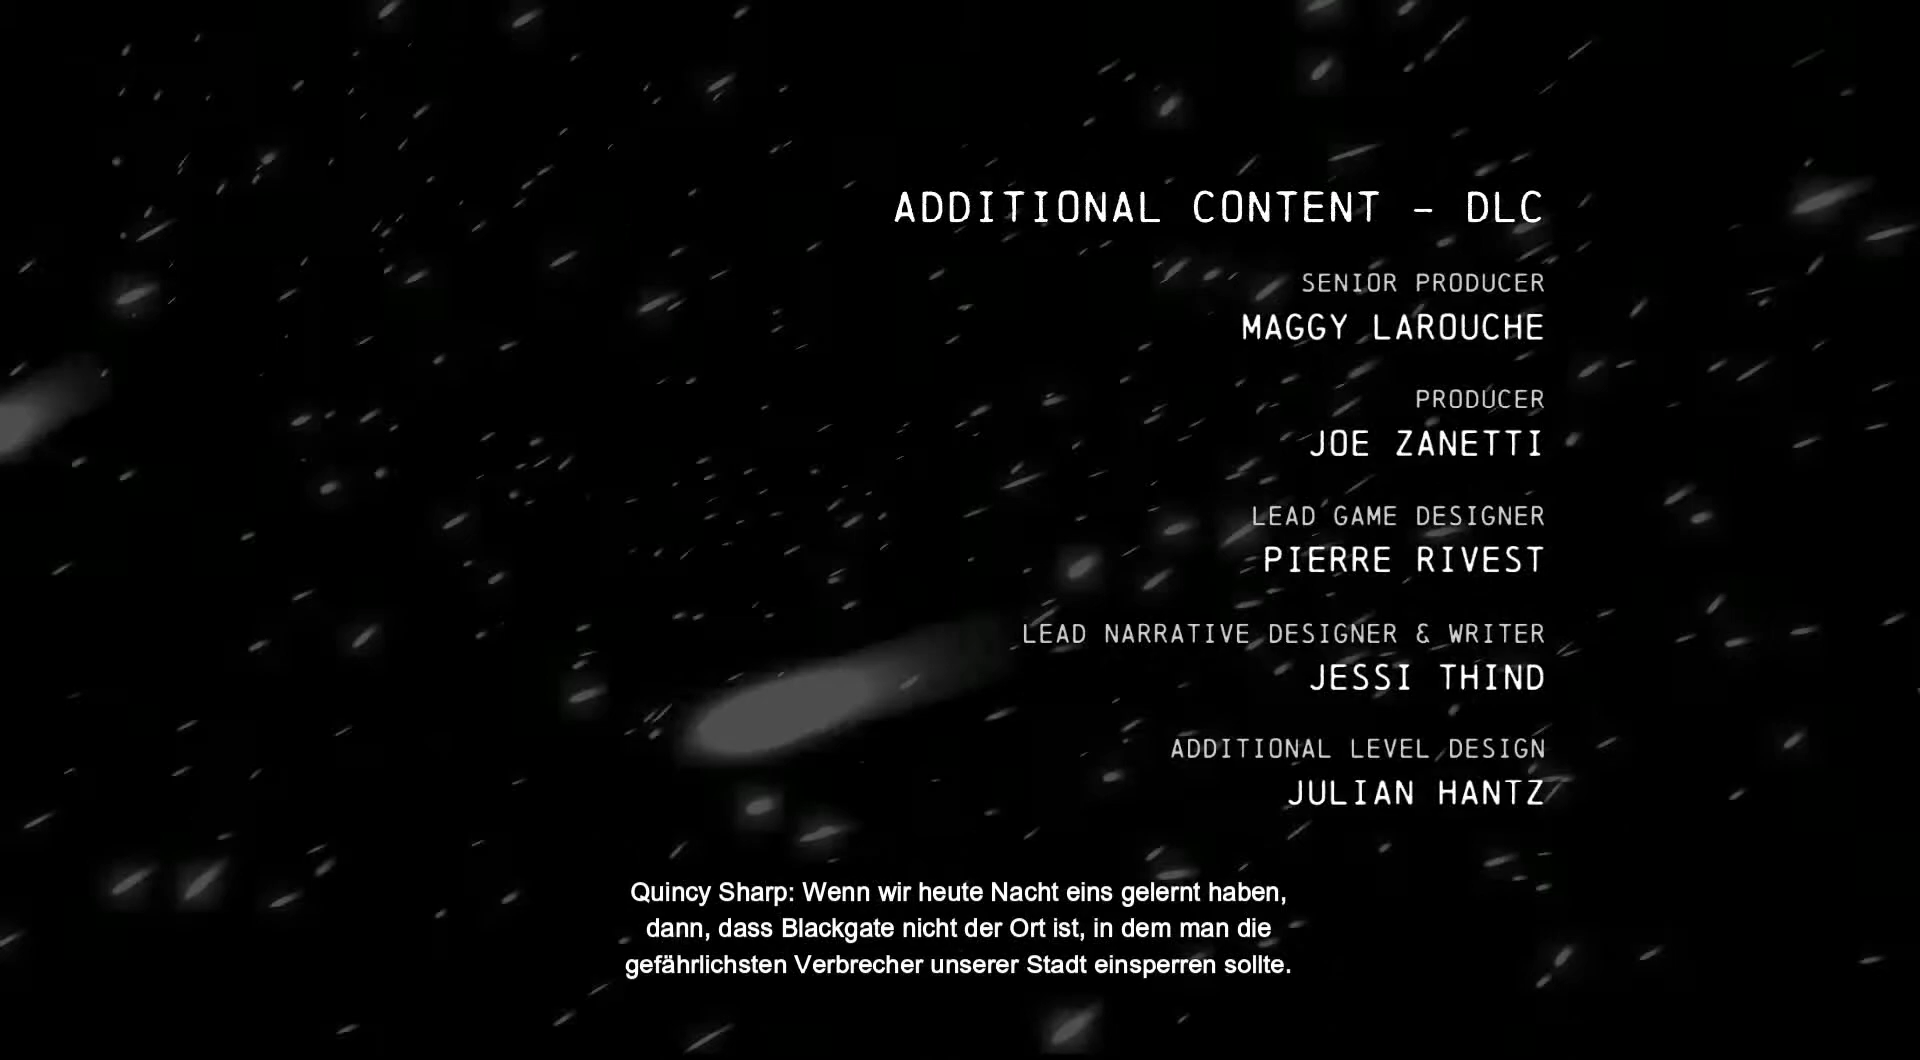 ADDITIONAL CONTENT - DLC
SENIOR PRODUCER
MAGGY LAROUCHE
PRODUCER
JOE ZANETTI
LEAD GAME DESIGNER
PIERRE RIVEST
LEAD NARRATIVE DESIGNER & WRITER
JESSI THIND
ADDITIONAL LEVEL DESIGN
JULIAN HANTZ
Quincy Sharp: Wenn wir heute Nacht eins gelernt haben,
dann, dass Blackgate nicht der Ort ist, in dem man die
gefährlichsten Verbrecher unserer Stadt einsperren sollte.